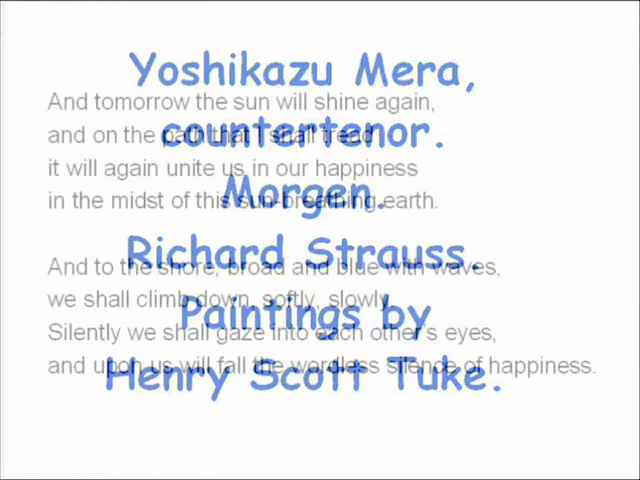 Yoshikazu Mera,
And tomorrow the sun will shine again,
countertenor.
and on the path that I shall tread
it will again unite us in our happiness
Morgen.
in the midst of this sun-breathing earth.
Richard Strauss.
And to the shore, broad and blue with waves,
we shall climb down, softly, slowly,
Paintings by
Silently we shall gaze into each other's eyes,
and upon us will fall the wordless silence of happiness.
Henry Scott Tuke.